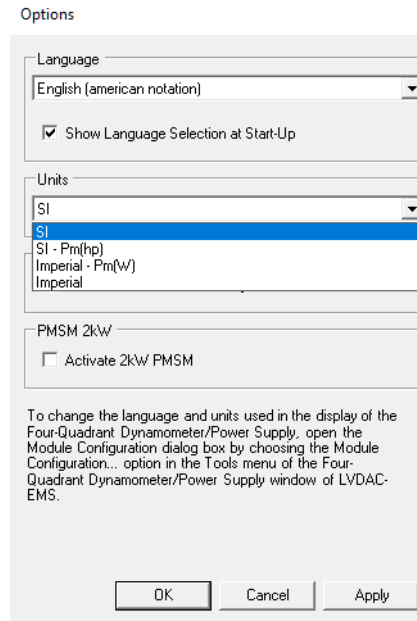 Options
Language
English (american notation)
Show Language Selection at Start-Up
Units
SI
SI
SI - Pm(hp)
Imperial - Pm(W)
Imperial
PMSM 2kW
Activate 2kW PMSM
To change the language and units used in the display of the
Four-Quadrant Dynamometer/Power Supply, open the
Module Configuration dialog box by choosing the Module
Configuration... option in the Tools menu of the Four-
Quadrant Dynamometer/Power Supply window of LVDAC-
EMS.
OK
Cancel
Apply